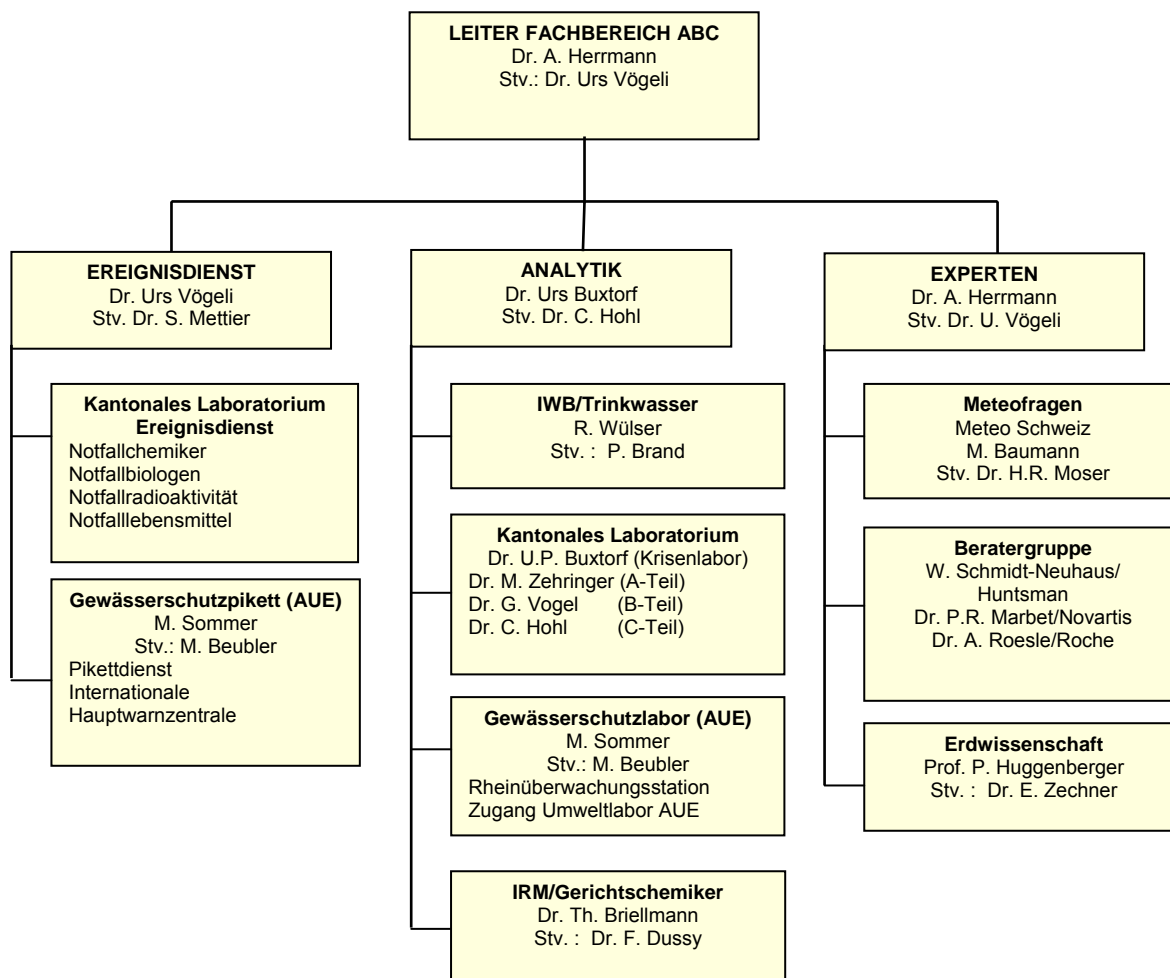 LEITER FACHBEREICH ABC
Dr. A. Herrmann
Stv.: Dr. Urs Vögeli
EREIGNISDIENST
Dr. Urs Vögeli
Stv. Dr. S. Mettier
Kantonales Laboratorium
Ereignisdienst
Notfallchemiker
Notfallbiologen
Notfallradioaktivität
Notfalllebensmittel
Gewässerschutzpikett (AUE)
M. Sommer
Stv.: M. Beubler
Pikettdienst
Internationale
Hauptwarnzentrale
ANALYTIK
Dr. Urs Buxtorf
Stv. Dr. C. Hohl
IWB/Trinkwasser
R. Wülser
Stv. : P. Brand
Kantonales Laboratorium
Dr. U.P. Buxtorf (Krisenlabor)
Dr. M. Zehringer (A-Teil)
Dr. G. Vogel (B-Teil)
Dr. C. Hohl (C-Teil)
Gewässerschutzlabor (AUE)
M. Sommer
Stv.: M. Beubler
Rheinüberwachungsstation
Zugang Umweltlabor AUE
IRM/Gerichtschemiker
Dr. Th. Briellmann
Stv. : Dr. F. Dussy
EXPERTEN
Dr. A. Herrmann
Stv. Dr. U. Vögeli
Meteofragen
Meteo Schweiz
M. Baumann
Stv. Dr. H.R. Moser
Beratergruppe
W. Schmidt-Neuhaus/
Huntsman
Dr. P.R. Marbet/Novartis
Dr. A. Roesle/Roche
Erdwissenschaft
Prof. P. Huggenberger
Stv. : Dr. E. Zechner